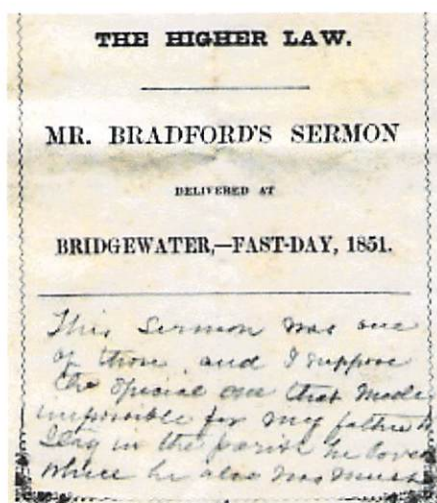 THE HIGHER LAW.
MR. BRADFORD'S SERMON
DELIVERED AT
BRIDGEWATER,—FAST-DAY, 1851.
This Sermon was one
of those, and I suppose
the special one that made
impossible for my father to
stay in the parish he loved
where he also was much